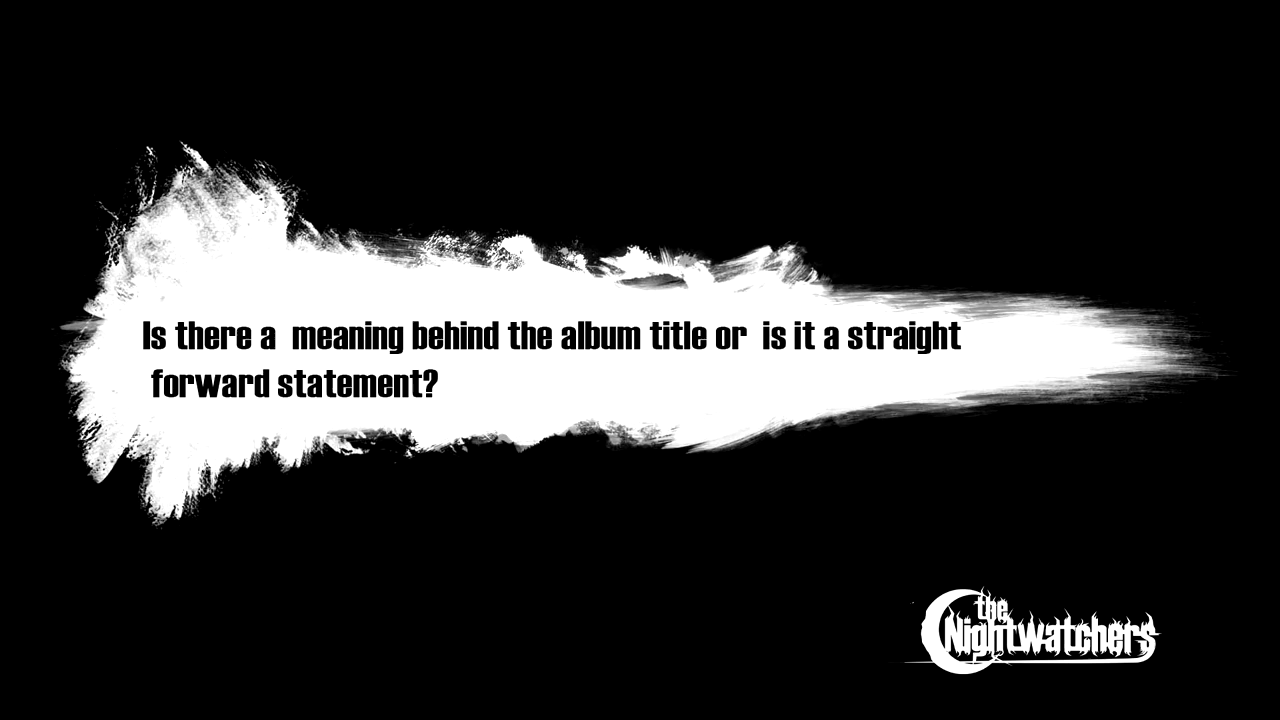 Is there a meaning behind the album title or is it a straight
forward statement?
the
Nightwatchers